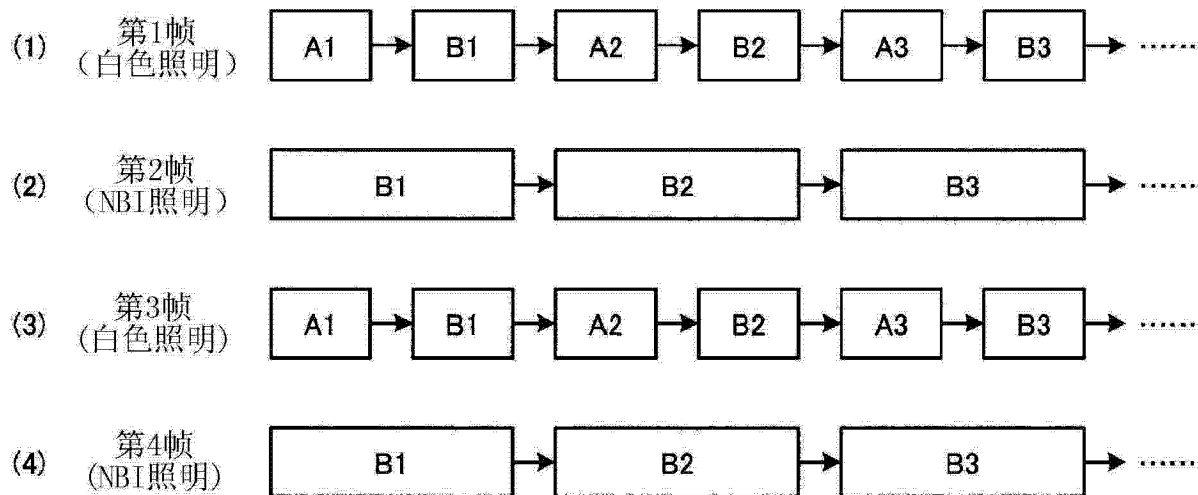 (1) 第1帧
（白色照明） A1 B1 A2 B2 A3 B3 ……
(2) 第2帧
（NBI照明） B1 B2 B3 ……
(3) 第3帧
(白色照明) A1 B1 A2 B2 A3 B3 ……
(4) 第4帧
(NBI照明) B1 B2 B3 ……